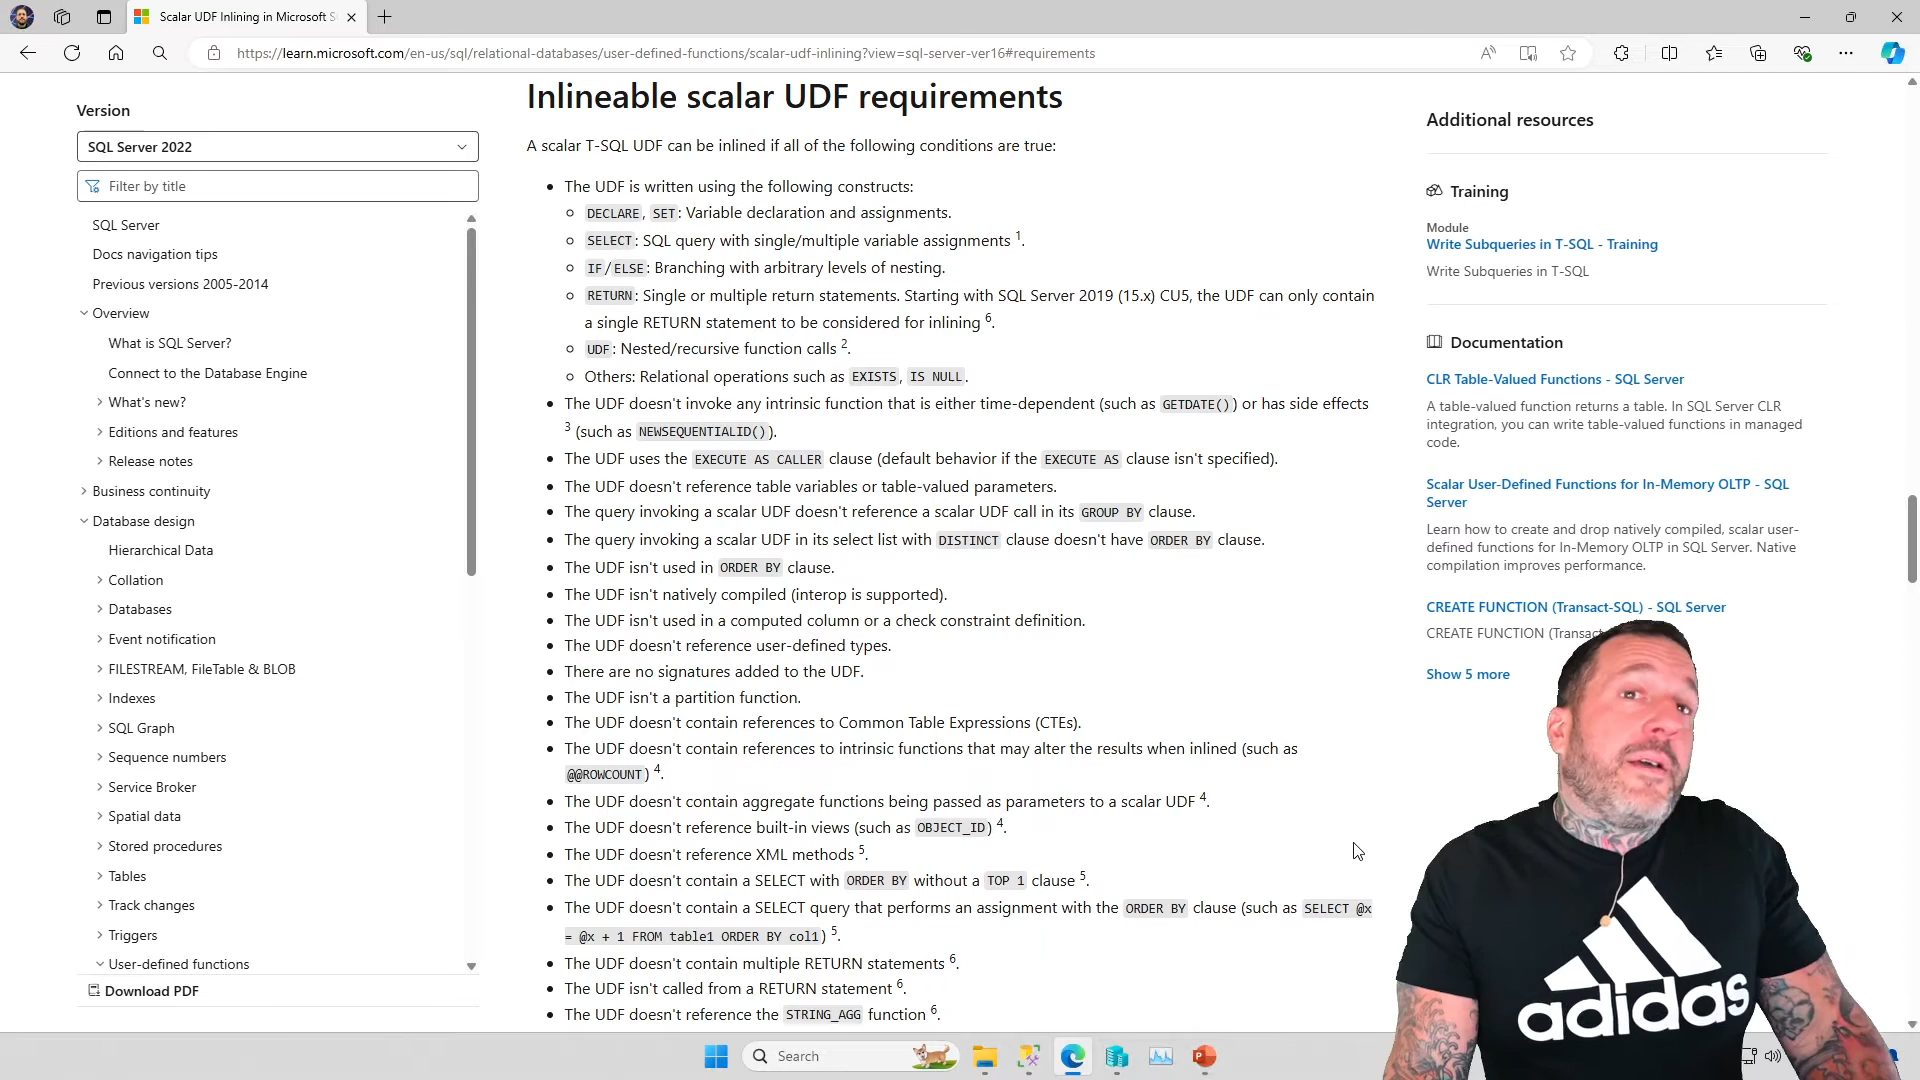 Scalar UDF Inlining in Microsoft S
https://learn.microsoft.com/en-us/sql/relational-databases/user-defined-functions/scalar-udf-inlining?view=sql-server-ver16#requirements
Version
SQL Server 2022
Filter by title
SQL Server
Docs navigation tips
Previous versions 2005-2014
Overview
What is SQL Server?
Connect to the Database Engine
What's new?
Editions and features
Release notes
Business continuity
Database design
Hierarchical Data
Collation
Databases
Event notification
FILESTREAM, FileTable & BLOB
Indexes
SQL Graph
Sequence numbers
Service Broker
Spatial data
Stored procedures
Tables
Track changes
Triggers
User-defined functions
Download PDF
Inlineable scalar UDF requirements
A scalar T-SQL UDF can be inlined if all of the following conditions are true:
The UDF is written using the following constructs:
DECLARE, SET: Variable declaration and assignments.
SELECT: SQL query with single/multiple variable assignments 1.
IF/ELSE: Branching with arbitrary levels of nesting.
RETURN: Single or multiple return statements. Starting with SQL Server 2019 (15.x) CU5, the UDF can only contain
a single RETURN statement to be considered for inlining 6.
UDF: Nested/recursive function calls 2.
Others: Relational operations such as EXISTS, IS NULL.
The UDF doesn't invoke any intrinsic function that is either time-dependent (such as GETDATE()) or has side effects
3 (such as NEWSEQUENTIALID()).
The UDF uses the EXECUTE AS CALLER clause (default behavior if the EXECUTE AS clause isn't specified).
The UDF doesn't reference table variables or table-valued parameters.
The query invoking a scalar UDF doesn't reference a scalar UDF call in its GROUP BY clause.
The query invoking a scalar UDF in its select list with DISTINCT clause doesn't have ORDER BY clause.
The UDF isn't used in ORDER BY clause.
The UDF isn't natively compiled (interop is supported).
The UDF isn't used in a computed column or a check constraint definition.
The UDF doesn't reference user-defined types.
There are no signatures added to the UDF.
The UDF isn't a partition function.
The UDF doesn't contain references to Common Table Expressions (CTEs).
The UDF doesn't contain references to intrinsic functions that may alter the results when inlined (such as
@@ROWCOUNT) 4.
The UDF doesn't contain aggregate functions being passed as parameters to a scalar UDF 4.
The UDF doesn't reference built-in views (such as OBJECT_ID) 4.
The UDF doesn't reference XML methods 5.
The UDF doesn't contain a SELECT with ORDER BY without a TOP 1 clause 5.
The UDF doesn't contain a SELECT query that performs an assignment with the ORDER BY clause (such as SELECT @x
= @x + 1 FROM table1 ORDER BY col1) 5.
The UDF doesn't contain multiple RETURN statements 6.
The UDF isn't called from a RETURN statement 6.
The UDF doesn't reference the STRING_AGG function 6.
Additional resources
Training
Module
Write Subqueries in T-SQL - Training
Write Subqueries in T-SQL
Documentation
CLR Table-Valued Functions - SQL Server
A table-valued function returns a table. In SQL Server CLR
integration, you can write table-valued functions in managed
code.
Scalar User-Defined Functions for In-Memory OLTP - SQL
Server
Learn how to create and drop natively compiled, scalar user-
defined functions for In-Memory OLTP in SQL Server. Native
compilation improves performance.
CREATE FUNCTION (Transact-SQL) - SQL Server
CREATE FUNCTION (Transact
Show 5 more
adidas
Search